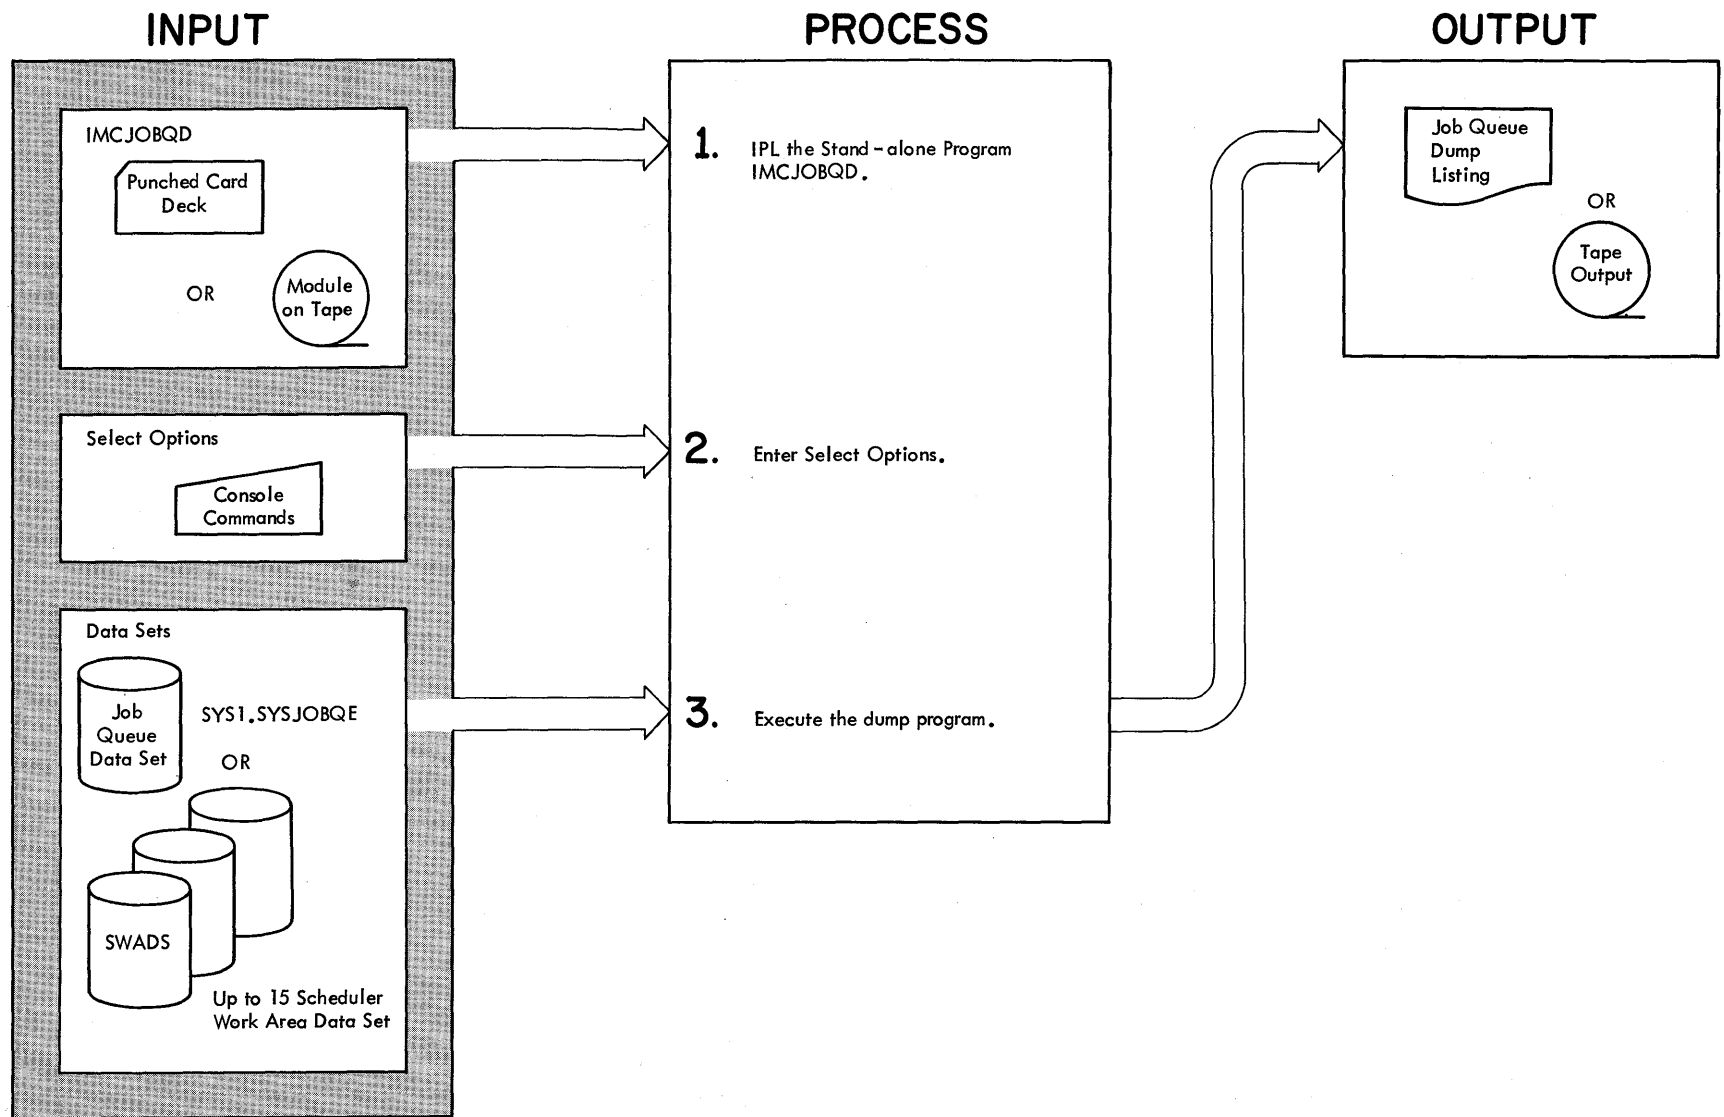 INPUT
PROCESS
OUTPUT
IMCJOBQD
Punched Card
Deck
OR
Module
on Tape
Select Options
Console
Commands
Data Sets
Job
Queue
Data Set
SYS1.SYSJOBQE
OR
SWADS
Up to 15 Scheduler
Work Area Data Set
1. IPL the Stand-alone Program
IMCJOBQD.
2. Enter Select Options.
3. Execute the dump program.
Job Queue
Dump
Listing
OR
Tape
Output